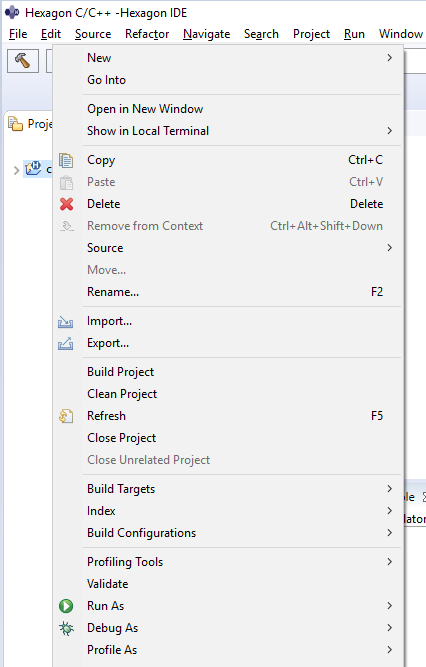 Hexagon C/C++ -Hexagon IDE
File Edit Source Refactor Navigate Search Project Run Window
New
Go Into
Open in New Window
Show in Local Terminal
Proje
c
Copy Ctrl+C
Paste Ctrl+V
Delete Delete
Remove from Context Ctrl+Alt+Shift+Down
Source
Move...
Rename... F2
Import...
Export...
Build Project
Clean Project
Refresh F5
Close Project
Close Unrelated Project
Build Targets
Index
Build Configurations
Profiling Tools
Validate
Run As
Debug As
Profile As